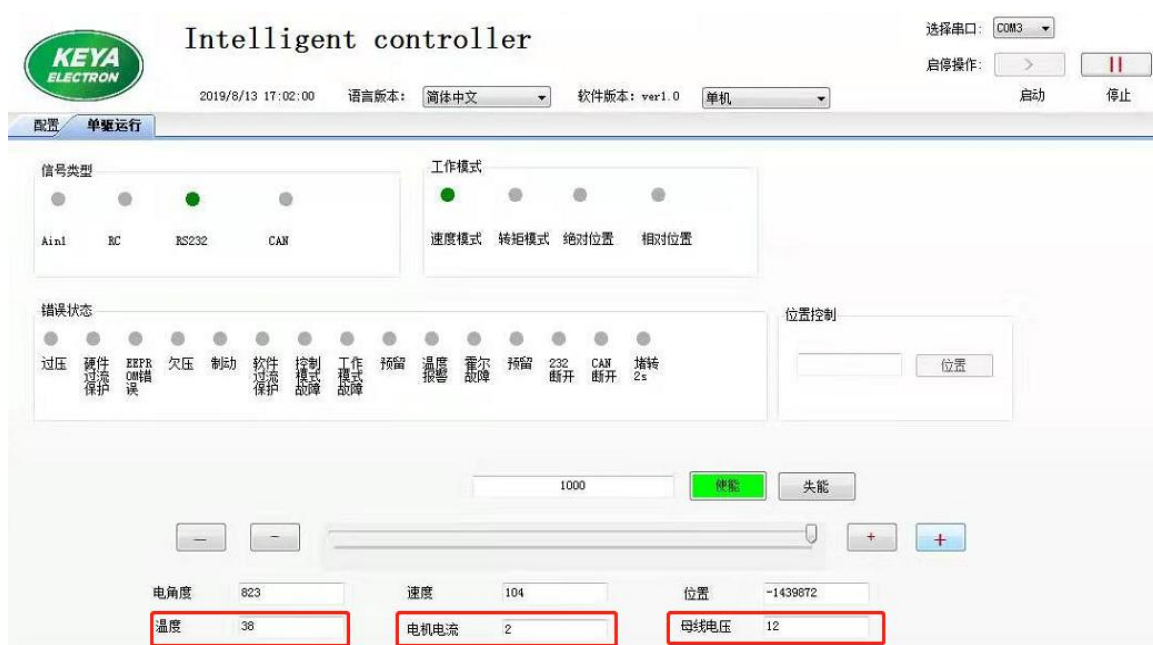 KEYA
ELECTRON
Intelligent controller
选择串口: COM3
启停操作: >
启动 停止
2019/8/13 17:02:00 语言版本: 简体中文 软件版本: ver1.0 单机
配置 单驱运行
信号类型
Ain1 RC RS232 CAN
工作模式
速度模式 转矩模式 绝对位置 相对位置
错误状态
过压 硬件过流保护 EEPROM错误 欠压 制动 软件过流保护 控制模式故障 工作模式故障 预留 温度报警 霍尔故障 预留 232断开 CAN断开 堵转2s
位置控制
位置
1000 使能 失能
— - + +
电角度 823 速度 104 位置 -1439872
温度 38 电机电流 2 母线电压 12